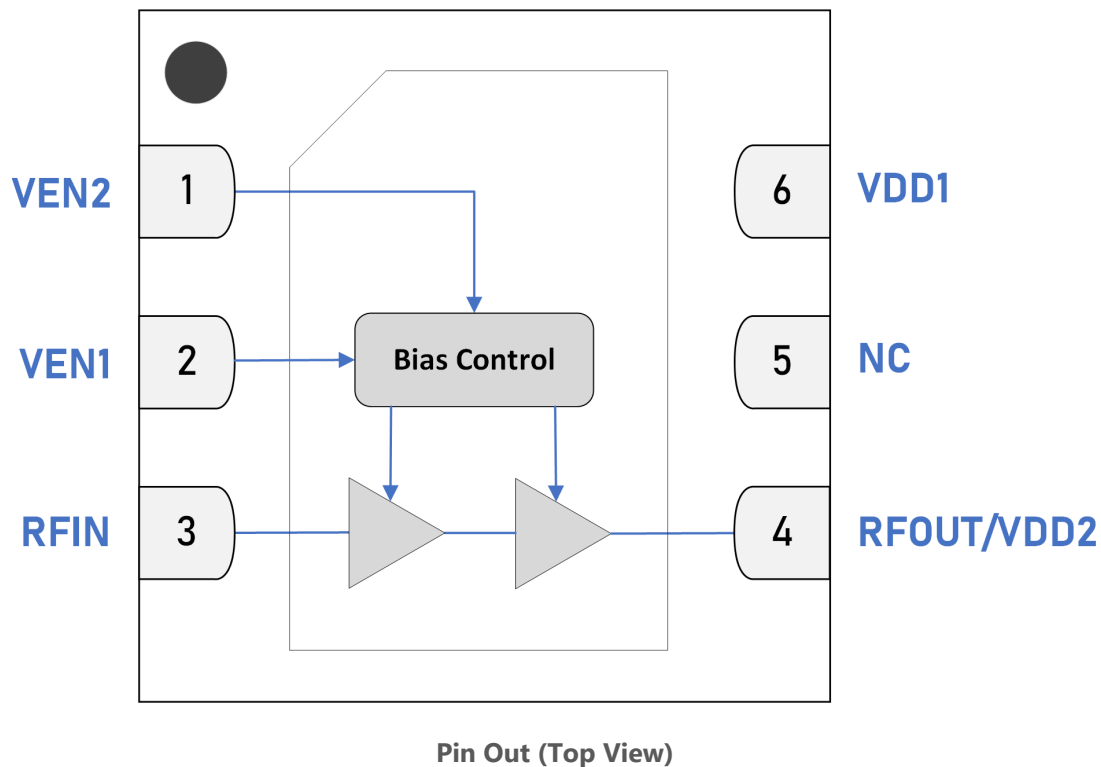 VEN2 1 6 VDD1
VEN1 2 Bias Control 5 NC
RFIN 3 4 RFOUT/VDD2
Pin Out (Top View)